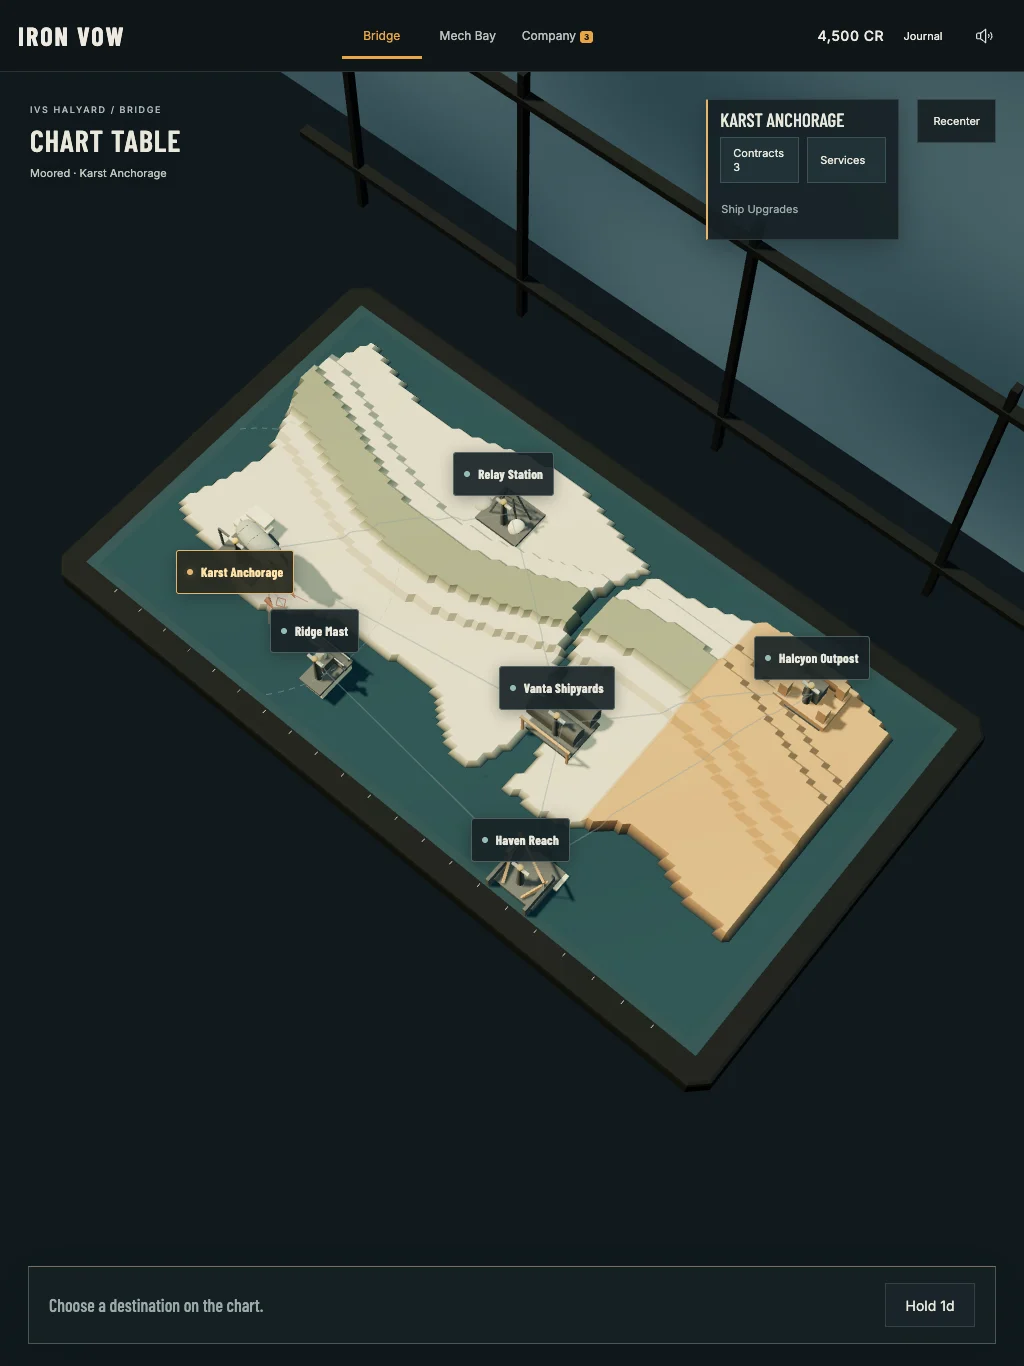 IRON VOW
Bridge
Mech Bay
Company 3
4,500 CR
Journal
IVS HALYARD / BRIDGE
CHART TABLE
Moored · Karst Anchorage
KARST ANCHORAGE
Contracts
3
Services
Ship Upgrades
Recenter
Relay Station
Karst Anchorage
Ridge Mast
Halcyon Outpost
Vanta Shipyards
Haven Reach
Choose a destination on the chart.
Hold 1d